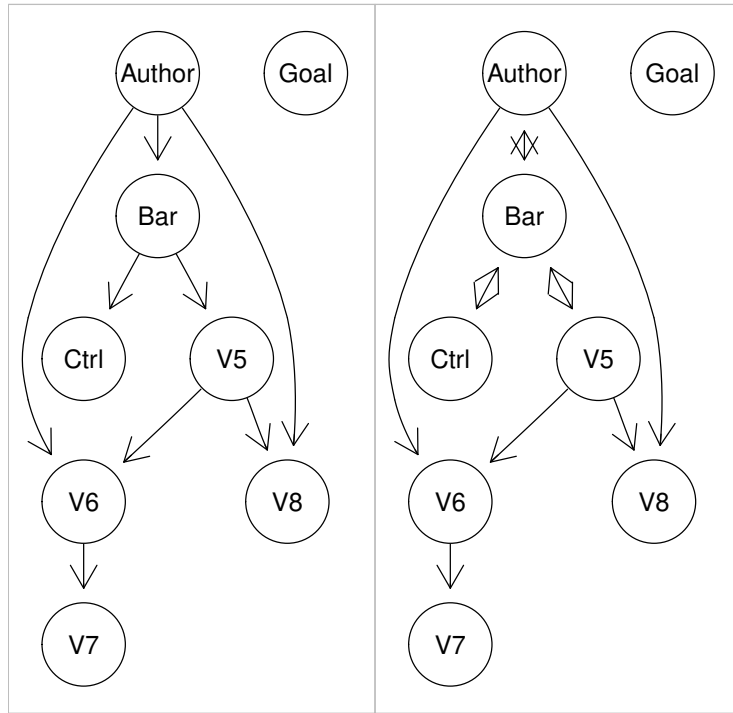 Author Goal
Bar
Ctrl V5
V6 V8
V7
Author Goal
Bar
Ctrl V5
V6 V8
V7